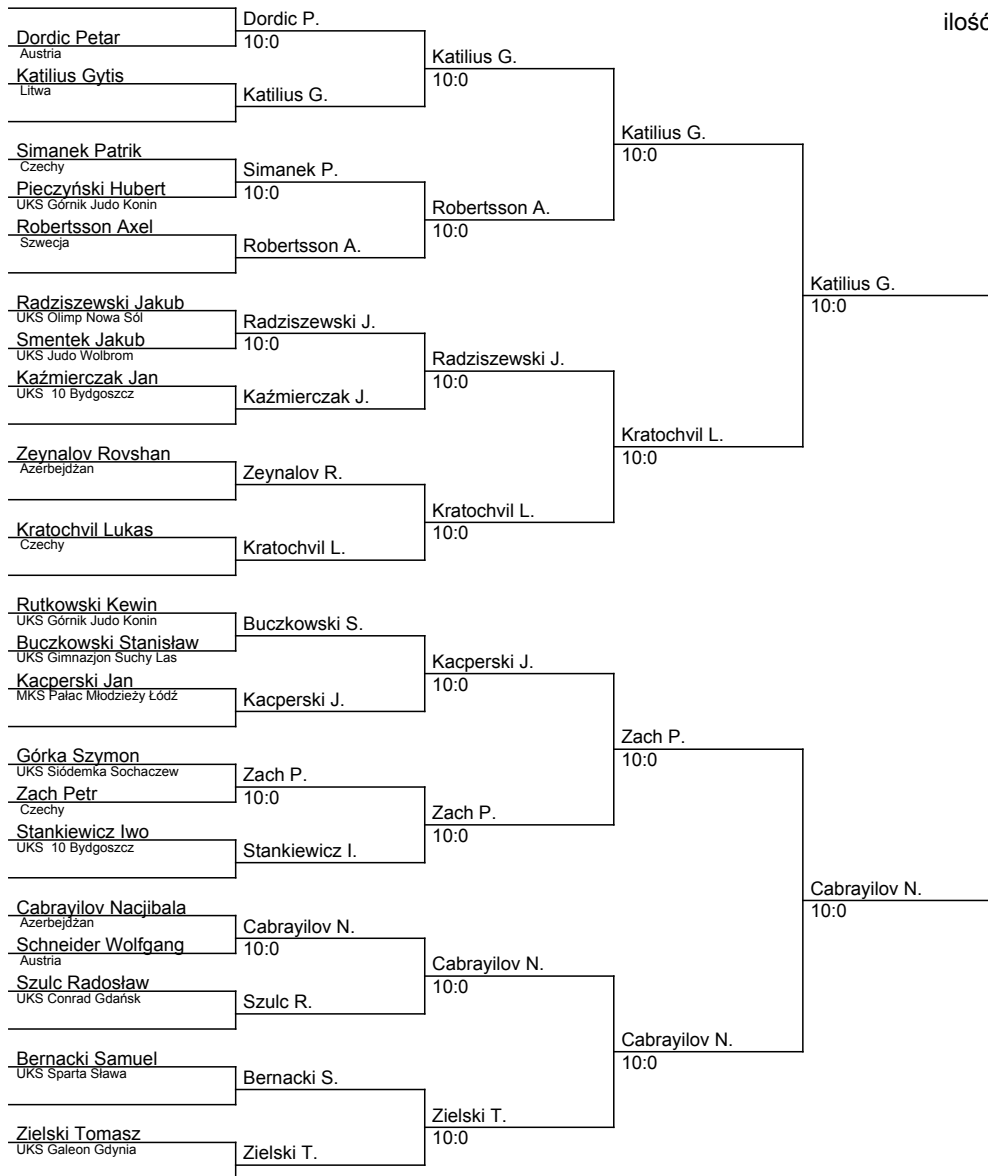 ilość
Dordic Petar
Austria
Katilius Gytis
Litwa
Simanek Patrik
Czechy
Pieczyński Hubert
UKS Górnik Judo Konin
Robertsson Axel
Szwecja
Radziszewski Jakub
UKS Olimp Nowa Sól
Smentek Jakub
UKS Judo Wolbrom
Kaźmierczak Jan
UKS 10 Bydgoszcz
Zeynalov Rovshan
Azerbejdżan
Kratochvil Lukas
Czechy
Rutkowski Kewin
UKS Górnik Judo Konin
Buczkowski Stanisław
UKS Gimnazjon Suchy Las
Kacperski Jan
MKS Pałac Młodzieży Łódź
Górka Szymon
UKS Siódemka Sochaczew
Zach Petr
Czechy
Stankiewicz Iwo
UKS 10 Bydgoszcz
Cabrayilov Nacjibala
Azerbejdżan
Schneider Wolfgang
Austria
Szulc Radosław
UKS Conrad Gdańsk
Bernacki Samuel
UKS Sparta Sława
Zielski Tomasz
UKS Galeon Gdynia
Dordic P.
10:0
Katilius G.
Simanek P.
10:0
Robertsson A.
Radziszewski J.
10:0
Kaźmierczak J.
Zeynalov R.
Kratochvil L.
Buczkowski S.
Kacperski J.
Zach P.
10:0
Stankiewicz I.
Cabrayilov N.
10:0
Szulc R.
Bernacki S.
Zielski T.
Katilius G.
10:0
Robertsson A.
10:0
Radziszewski J.
10:0
Kratochvil L.
10:0
Kacperski J.
10:0
Zach P.
10:0
Cabrayilov N.
10:0
Zielski T.
10:0
Katilius G.
10:0
Kratochvil L.
10:0
Zach P.
10:0
Cabrayilov N.
10:0
Katilius G.
10:0
Cabrayilov N.
10:0